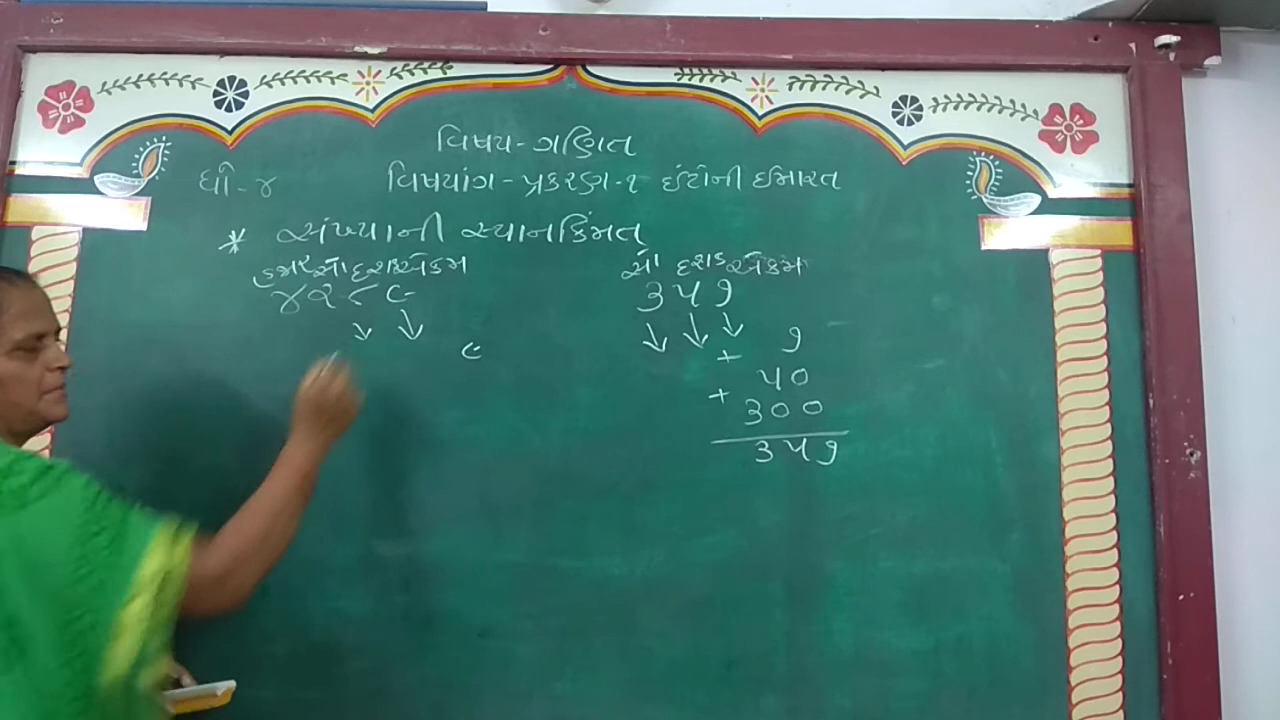 વિષય - ગણિત
ધો - ૪ વિષયાંગ - પ્રકરણ - ૧ ઇંટોની ઇમારત
* સંખ્યાની સ્થાનકિંમત
હજાર સો દશક એકમ
૪૨૮૯
૯
સો દશક એકમ
૩૫૭
૭
+ ૫૦
+ ૩૦૦
૩૫૭